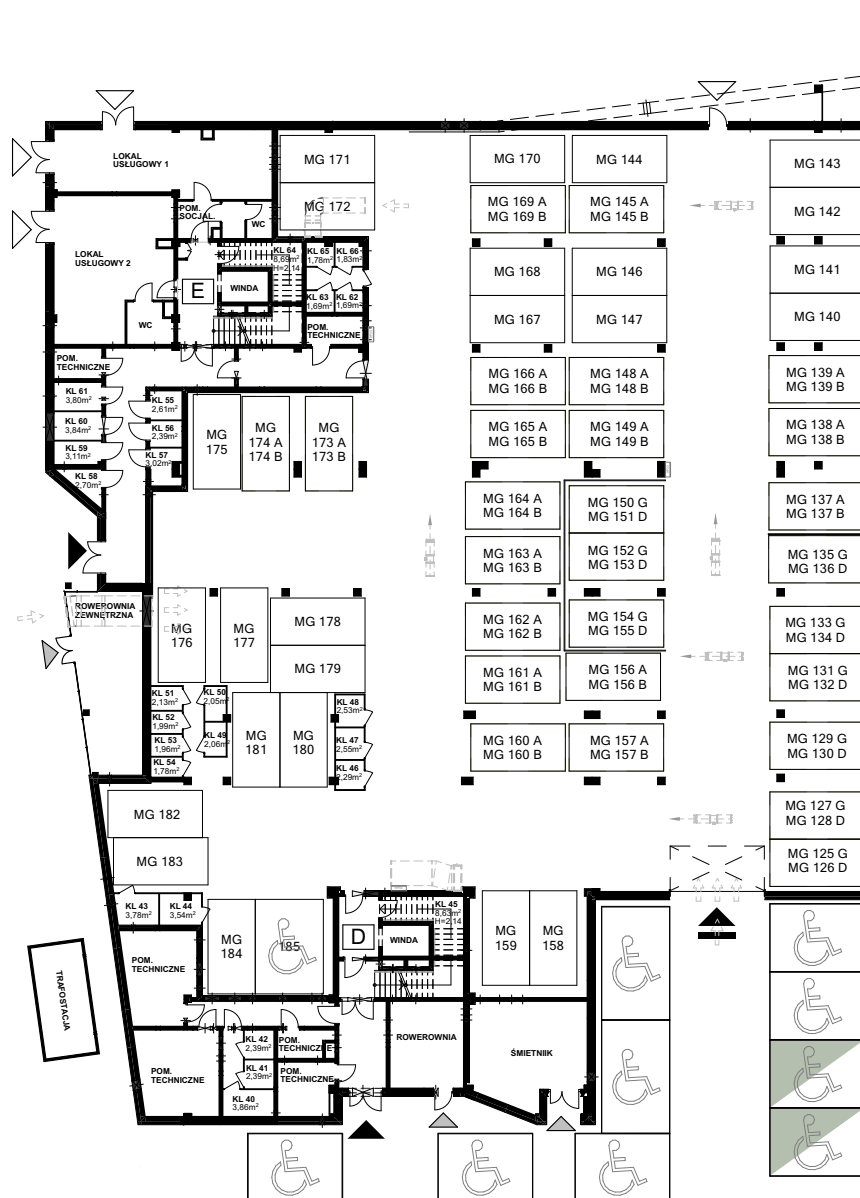 LOKAL
USŁUGOWY 1
MG 171
MG 172
MG 170
MG 144
MG 143
MG 169 A
MG 169 B
MG 145 A
MG 145 B
MG 142
POM.
SOCJAL.
WC
LOKAL
USŁUGOWY 2
KL 64
8,69m²
H=2,14
KL 65
1,78m²
KL 66
1,83m²
E
WINDA
KL 63
1,69m²
KL 62
1,69m²
MG 168
MG 146
MG 141
WC
POM.
TECHNICZNE
MG 167
MG 147
MG 140
POM.
TECHNICZNE
KL 61
3,80m²
KL 60
3,84m²
KL 59
3,11m²
KL 58
2,70m²
KL 55
2,61m²
KL 56
2,39m²
KL 57
3,02m²
MG
175
MG
174 A
174 B
MG
173 A
173 B
MG 166 A
MG 166 B
MG 148 A
MG 148 B
MG 139 A
MG 139 B
MG 165 A
MG 165 B
MG 149 A
MG 149 B
MG 138 A
MG 138 B
MG 164 A
MG 164 B
MG 150 G
MG 151 D
MG 137 A
MG 137 B
MG 163 A
MG 163 B
MG 152 G
MG 153 D
MG 135 G
MG 136 D
ROWEROWNIA
ZEWNĘTRZNA
MG
176
MG
177
MG 178
MG 179
MG 162 A
MG 162 B
MG 154 G
MG 155 D
MG 133 G
MG 134 D
MG 161 A
MG 161 B
MG 156 A
MG 156 B
MG 131 G
MG 132 D
KL 51
2,13m²
KL 50
2,05m²
KL 52
1,99m²
KL 53
1,96m²
KL 49
2,06m²
KL 54
1,78m²
MG
181
MG
180
KL 48
2,53m²
KL 47
2,55m²
KL 46
2,29m²
MG 160 A
MG 160 B
MG 157 A
MG 157 B
MG 129 G
MG 130 D
MG 182
MG 127 G
MG 128 D
MG 183
MG 125 G
MG 126 D
KL 43
3,78m²
KL 44
3,54m²
MG
184
185
KL 45
8,63m²
H=2,14
D
WINDA
MG
159
MG
158
POM.
TECHNICZNE
TRAFOSTACJA
KL 42
2,39m²
POM.
TECHNICZNE
ROWEROWNIA
ŚMIETNIK
POM.
TECHNICZNE
KL 41
2,39m²
POM.
TECHNICZNE
KL 40
3,86m²